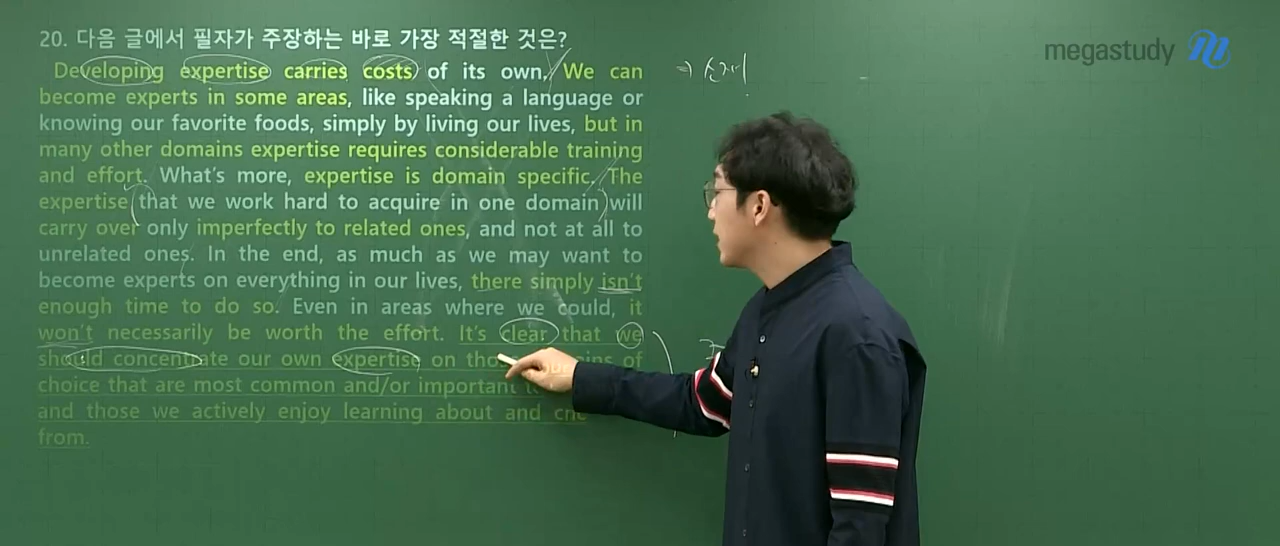 20. 다음 글에서 필자가 주장하는 바로 가장 적절한 것은?
megastudy
Developing expertise carries costs of its own. We can
become experts in some areas, like speaking a language or
knowing our favorite foods, simply by living our lives, but in
many other domains expertise requires considerable training
and effort. What's more, expertise is domain specific. The
expertise that we work hard to acquire in one domain will
carry over only imperfectly to related ones, and not at all to
unrelated ones. In the end, as much as we may want to
become experts on everything in our lives, there simply isn't
enough time to do so. Even in areas where we could, it
won't necessarily be worth the effort. It's clear that we
should concentrate our own expertise on of
choice that are most common and/or important
and those we actively enjoy learning about and
from.